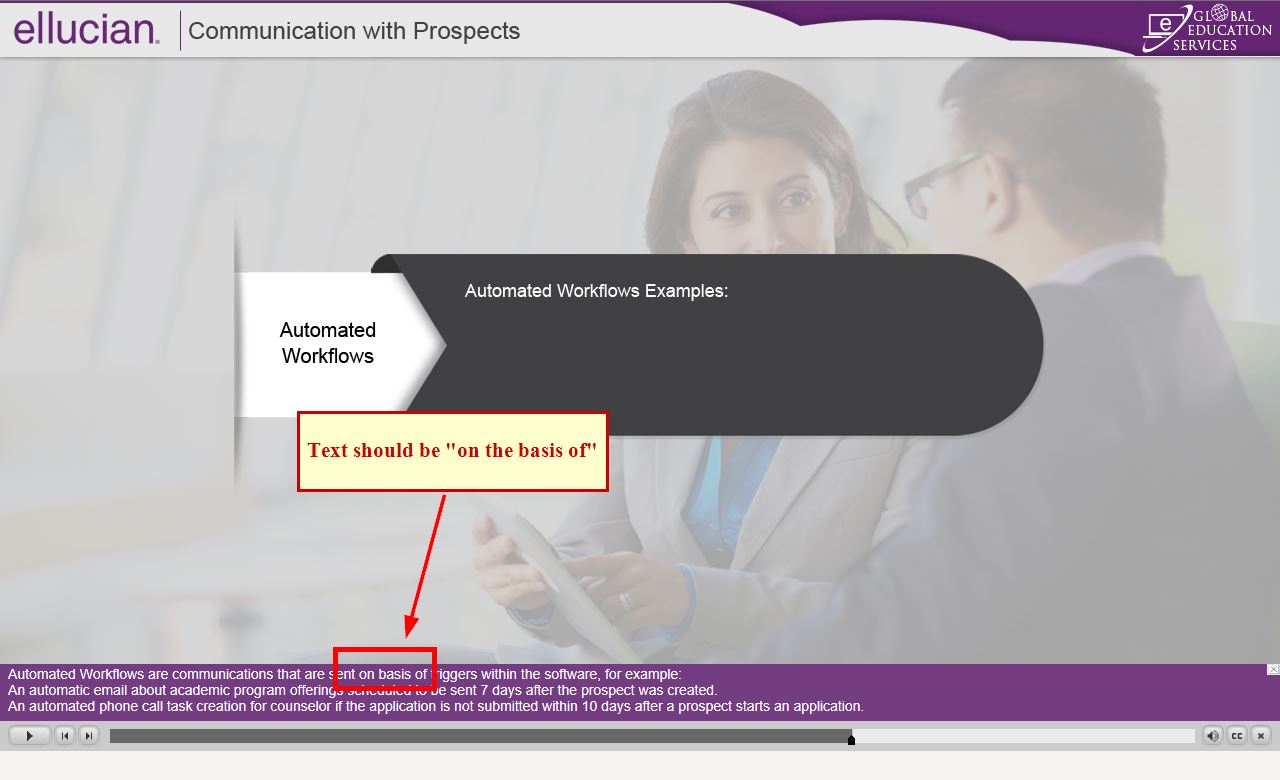 ellucian.
Communication with Prospects
GLOBAL
EDUCATION
SERVICES
e
Automated Workflows Examples:
Automated
Workflows
Text should be "on the basis of"
Automated Workflows are communications that are sent on basis of triggers within the software, for example:
An automatic email about academic program offerings scheduled to be sent 7 days after the prospect was created.
An automated phone call task creation for counselor if the application is not submitted within 10 days after a prospect starts an application.
CC